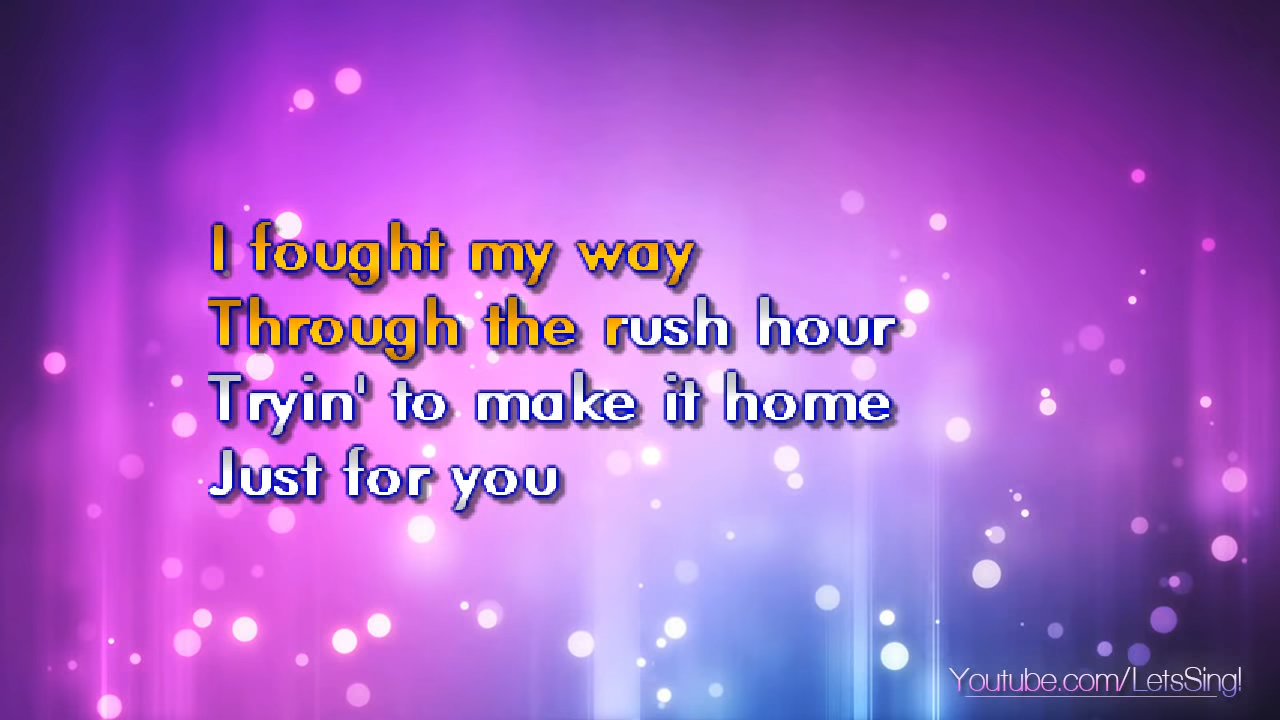 I fought my way
Through the rush hour
Tryin' to make it home
Just for you
Youtube.com/LetsSing!